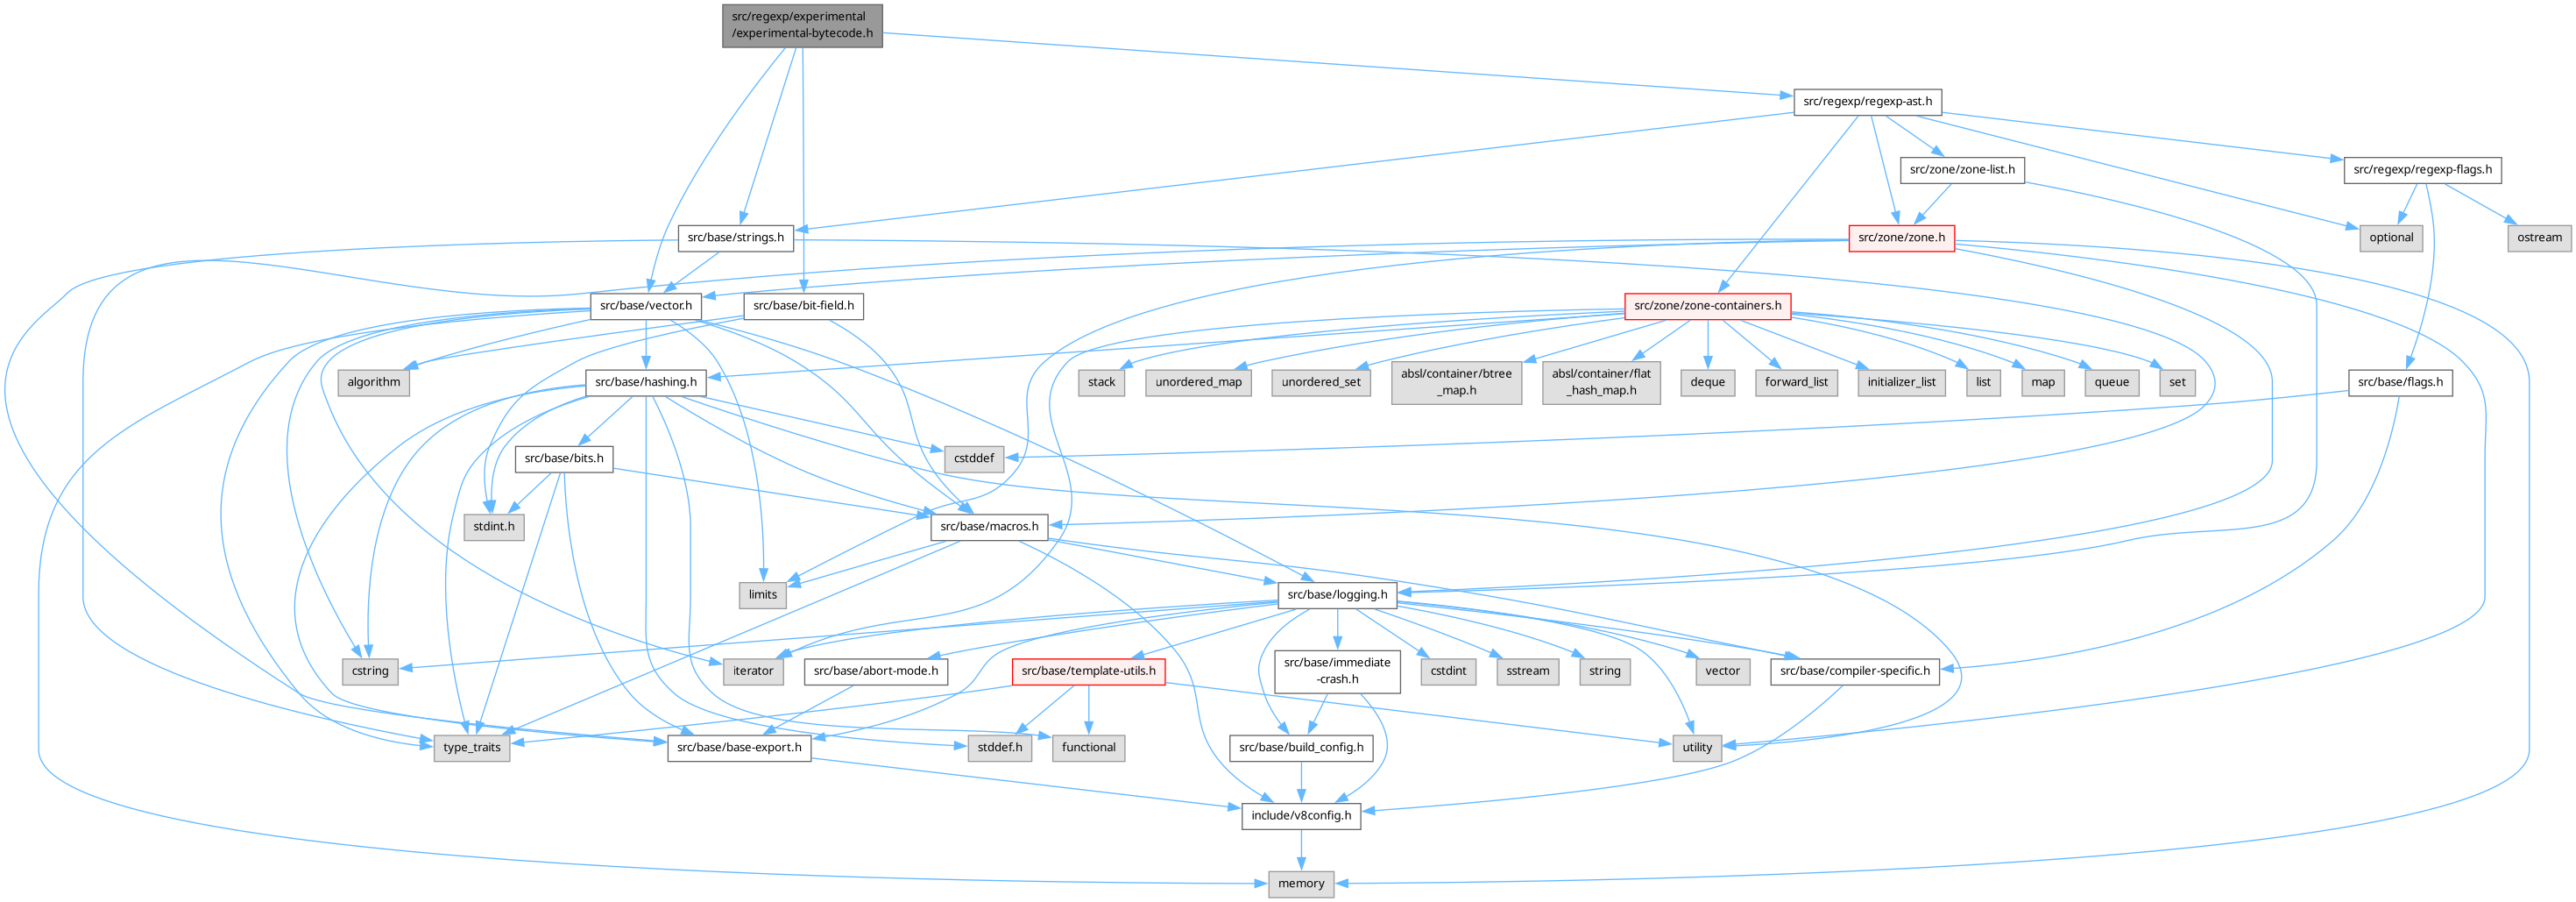 src/regexp/experimental
/experimental-bytecode.h
src/regexp/regexp-ast.h
src/zone/zone-list.h
src/regexp/regexp-flags.h
src/base/strings.h
src/zone/zone.h
optional
ostream
src/base/vector.h
src/base/bit-field.h
src/zone/zone-containers.h
algorithm
src/base/hashing.h
stack
unordered_map
unordered_set
absl/container/btree
_map.h
absl/container/flat
_hash_map.h
deque
forward_list
initializer_list
list
map
queue
set
src/base/flags.h
src/base/bits.h
cstddef
stdint.h
src/base/macros.h
limits
src/base/logging.h
cstring
iterator
src/base/abort-mode.h
src/base/template-utils.h
src/base/immediate
-crash.h
cstdint
sstream
string
vector
src/base/compiler-specific.h
type_traits
src/base/base-export.h
stddef.h
functional
src/base/build_config.h
utility
include/v8config.h
memory